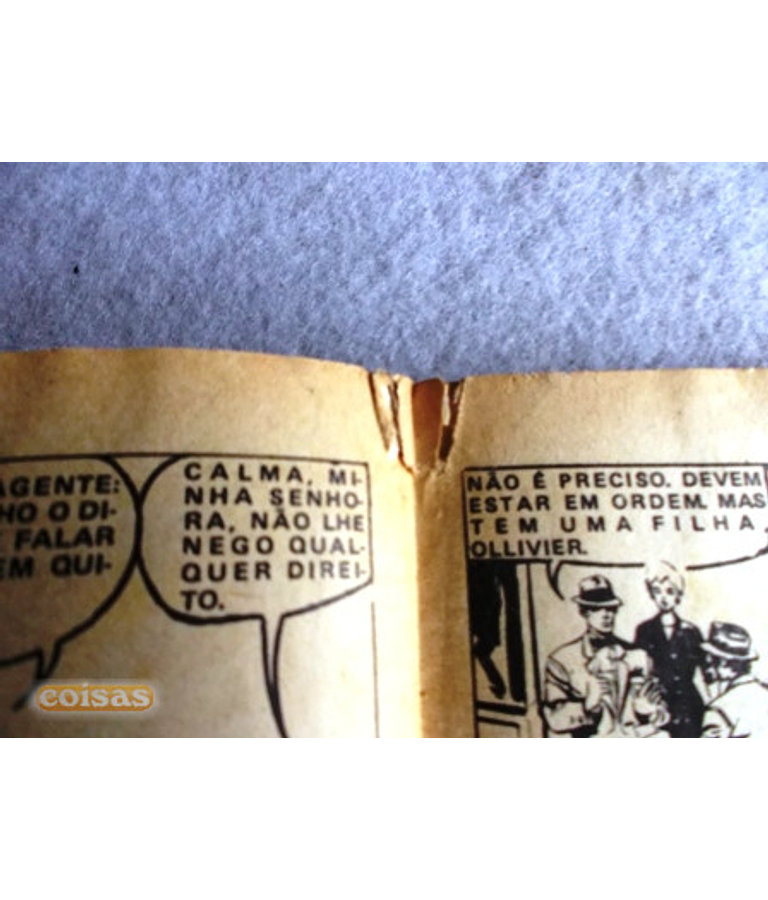 AGENTE:
HO O DI-
FALAR
EM QUI-
CALMA, MI-
NHA SENHO-
RA, NÃO LHE
NEGO QUAL-
QUER DIREI-
TO.
NÃO É PRECISO. DEVEM
ESTAR EM ORDEM. MAS
TEM UMA FILHA,
OLLIVIER.
coisas